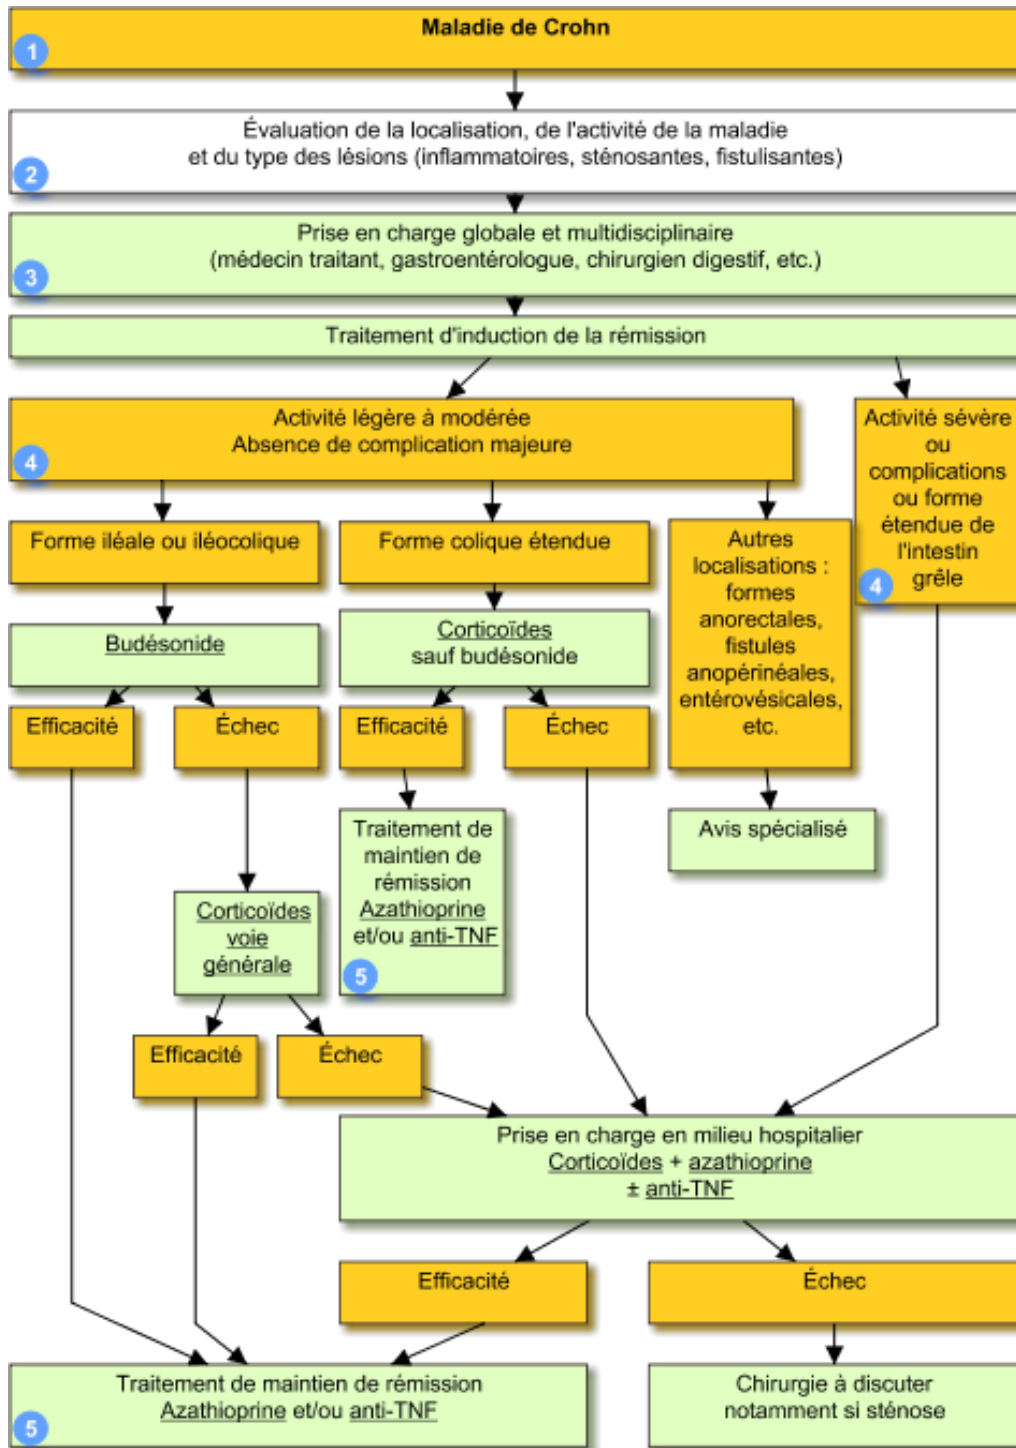 Maladie de Crohn
1
Évaluation de la localisation, de l'activité de la maladie
et du type des lésions (inflammatoires, sténosantes, fistulisantes)
2
Prise en charge globale et multidisciplinaire
(médecin traitant, gastroentérologue, chirurgien digestif, etc.)
3
Traitement d'induction de la rémission
Activité légère à modérée
Absence de complication majeure
4
Activité sévère
ou
complications
ou forme
étendue de
l'intestin
grêle
4
Forme iléale ou iléocolique
Forme colique étendue
Autres
localisations :
formes
anorectales,
fistules
anopérinéales,
entérovésicales,
etc.
Budésonide
Corticoïdes
sauf budésonide
Efficacité
Échec
Efficacité
Échec
Traitement de
maintien de
rémission
Azathioprine
et/ou anti-TNF
5
Avis spécialisé
Corticoïdes
voie
générale
Efficacité
Échec
Prise en charge en milieu hospitalier
Corticoïdes + azathioprine
± anti-TNF
Efficacité
Échec
Traitement de maintien de rémission
Azathioprine et/ou anti-TNF
5
Chirurgie à discuter
notamment si sténose